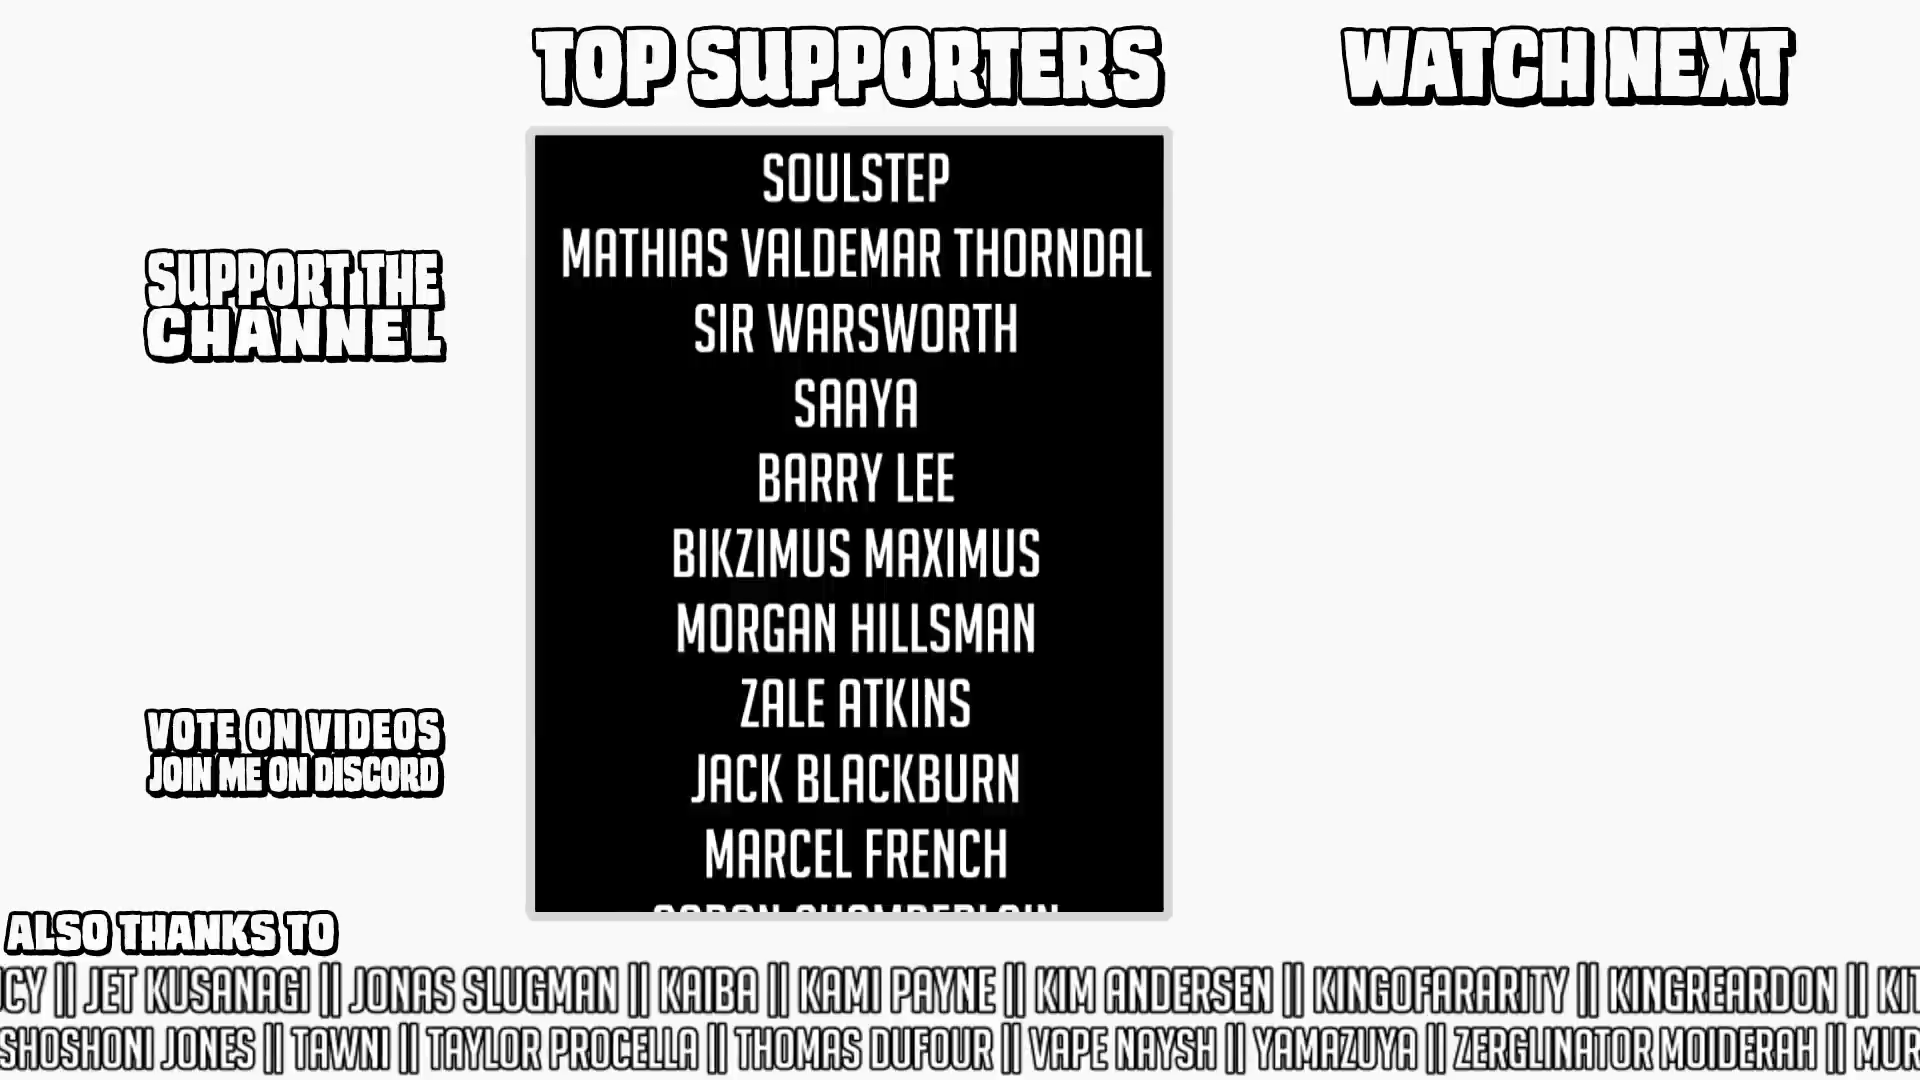 TOP SUPPORTERS
WATCH NEXT
SOULSTEP
MATHIAS VALDEMAR THORNDAL
SIR WARSWORTH
SAAYA
BARRY LEE
BIKZIMUS MAXIMUS
MORGAN HILLSMAN
ZALE ATKINS
JACK BLACKBURN
MARCEL FRENCH
SUPPORT THE
CHANNEL
VOTE ON VIDEOS
JOIN ME ON DISCORD
ALSO THANKS TO
|| JET KUSANAGI || JONAS SLUGMAN || KAIBA || KAMI PAYNE || KIM ANDERSEN || KINGOFARARITY || KINGREARDON ||
SHOSHONI JONES || TAWNI || TAYLOR PROCELLA || THOMAS DUFOUR || VAPE NAYSH || YAMAZUYA || ZERGLINATOR MOIDERAH ||